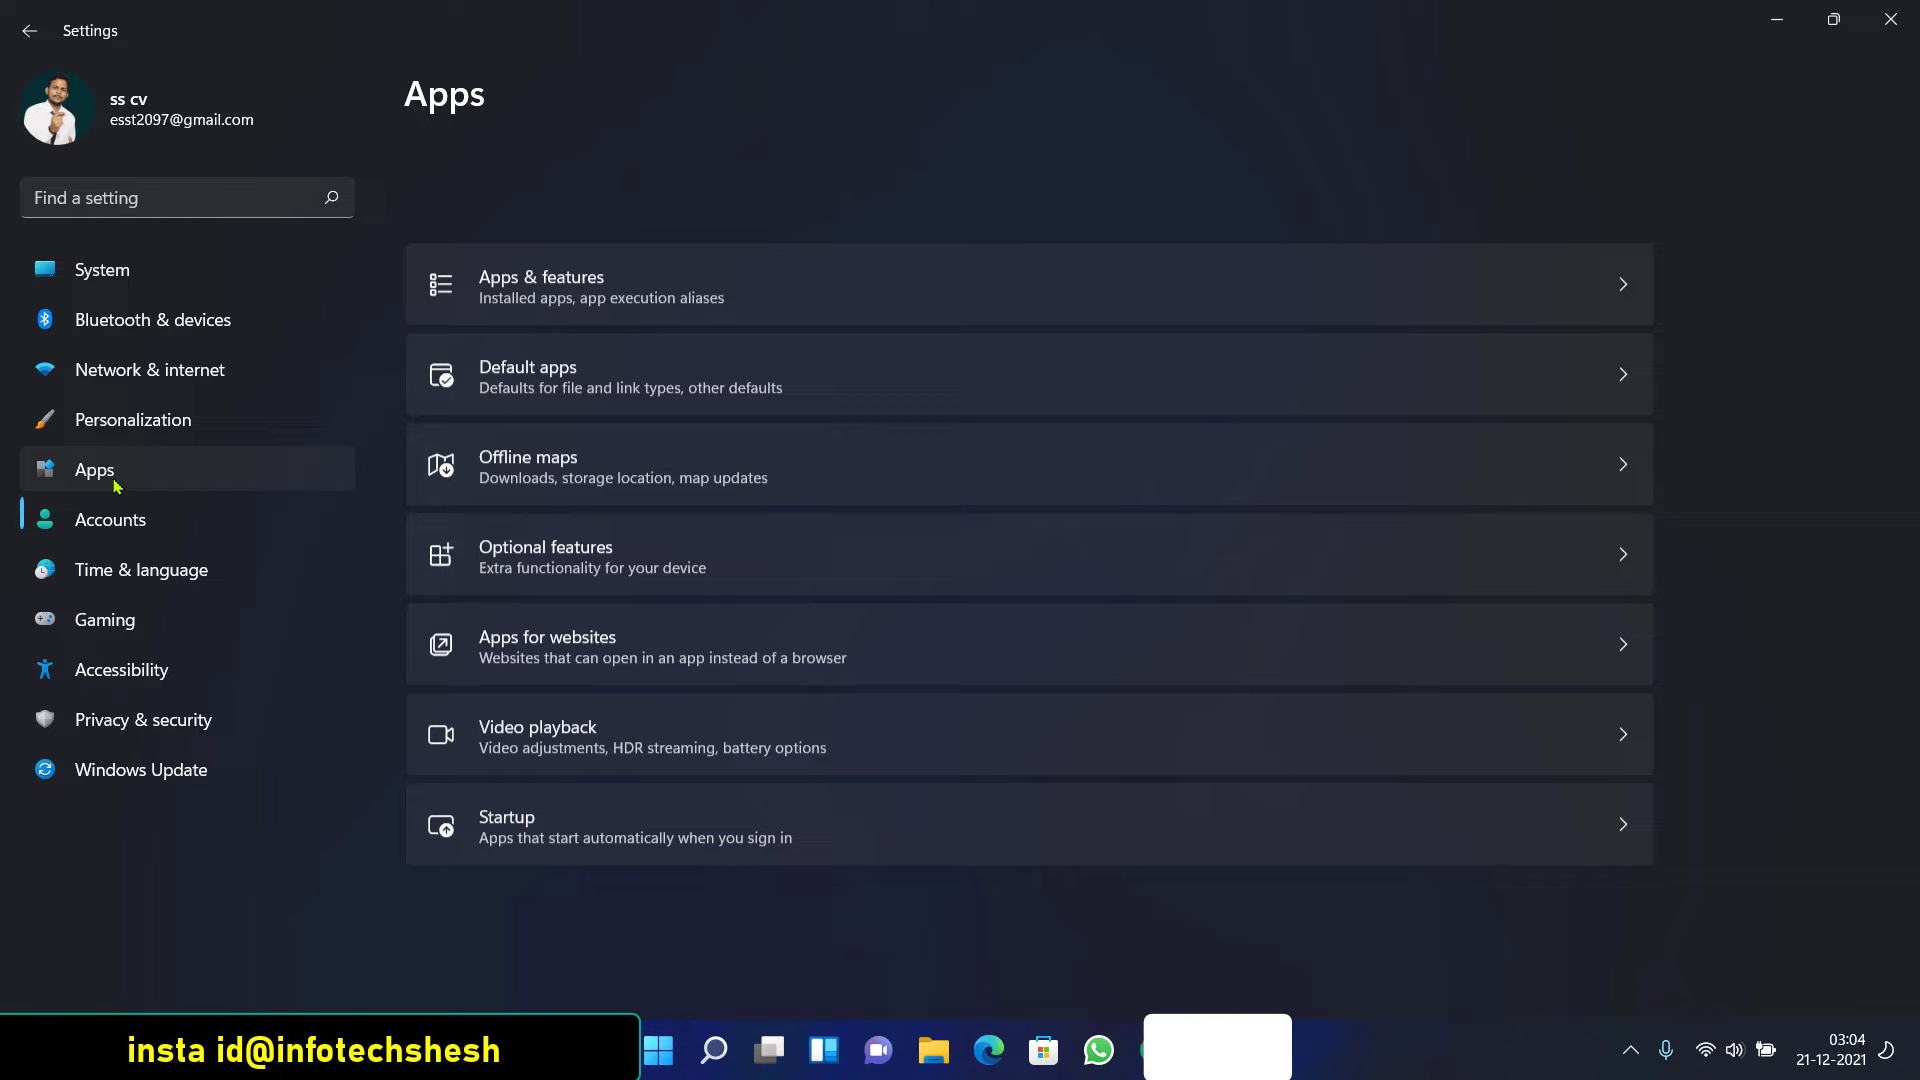 Settings
ss cv
esst2097@gmail.com
Find a setting
System
Bluetooth & devices
Network & internet
Personalization
Apps
Accounts
Time & language
Gaming
Accessibility
Privacy & security
Windows Update
Apps
Apps & features
Installed apps, app execution aliases
Default apps
Defaults for file and link types, other defaults
Offline maps
Downloads, storage location, map updates
Optional features
Extra functionality for your device
Apps for websites
Websites that can open in an app instead of a browser
Video playback
Video adjustments, HDR streaming, battery options
Startup
Apps that start automatically when you sign in
insta id@infotechshesh
03:04
21-12-2021